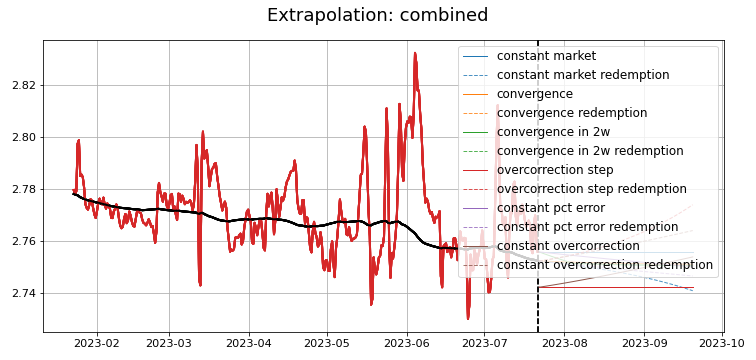 Extrapolation: combined
constant market
constant market redemption
convergence
convergence redemption
convergence in 2w
convergence in 2w redemption
overcorrection step
overcorrection step redemption
constant pct error
constant pct error redemption
constant overcorrection
constant overcorrection redemption
2.82
2.80
2.78
2.76
2.74
2023-02 2023-03 2023-04 2023-05 2023-06 2023-07 2023-08 2023-09 2023-10